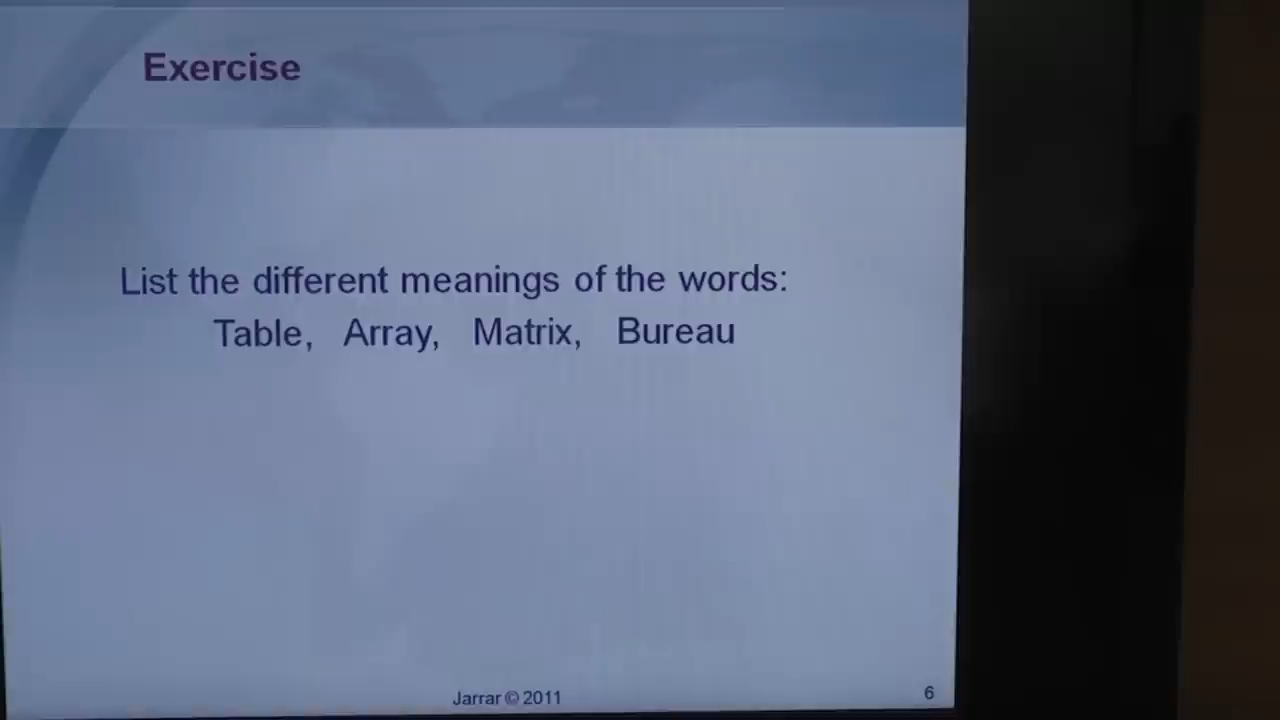 Exercise
List the different meanings of the words:
Table, Array, Matrix, Bureau
Jarrar © 2011
6